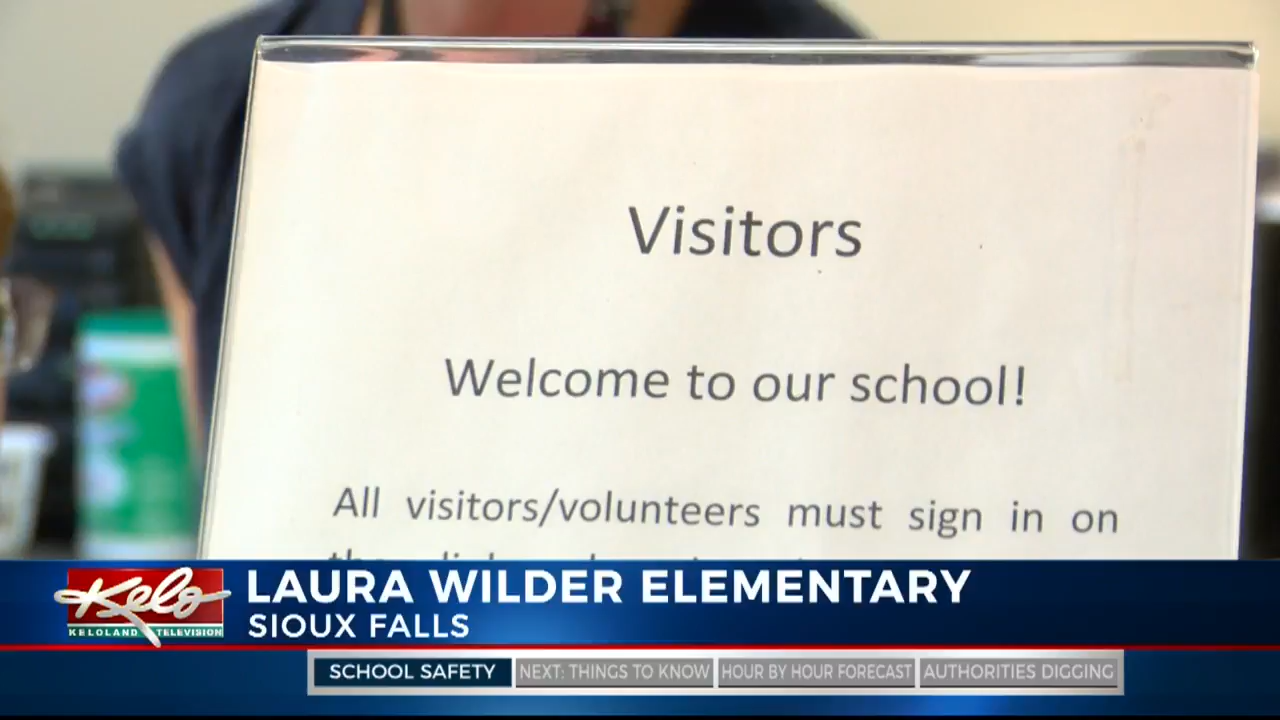 Visitors
Welcome to our school!
All visitors/volunteers must sign in on
Kelo
KELOLAND TELEVISION
LAURA WILDER ELEMENTARY
SIOUX FALLS
SCHOOL SAFETY NEXT: THINGS TO KNOW HOUR BY HOUR FORECAST AUTHORITIES DIGGING